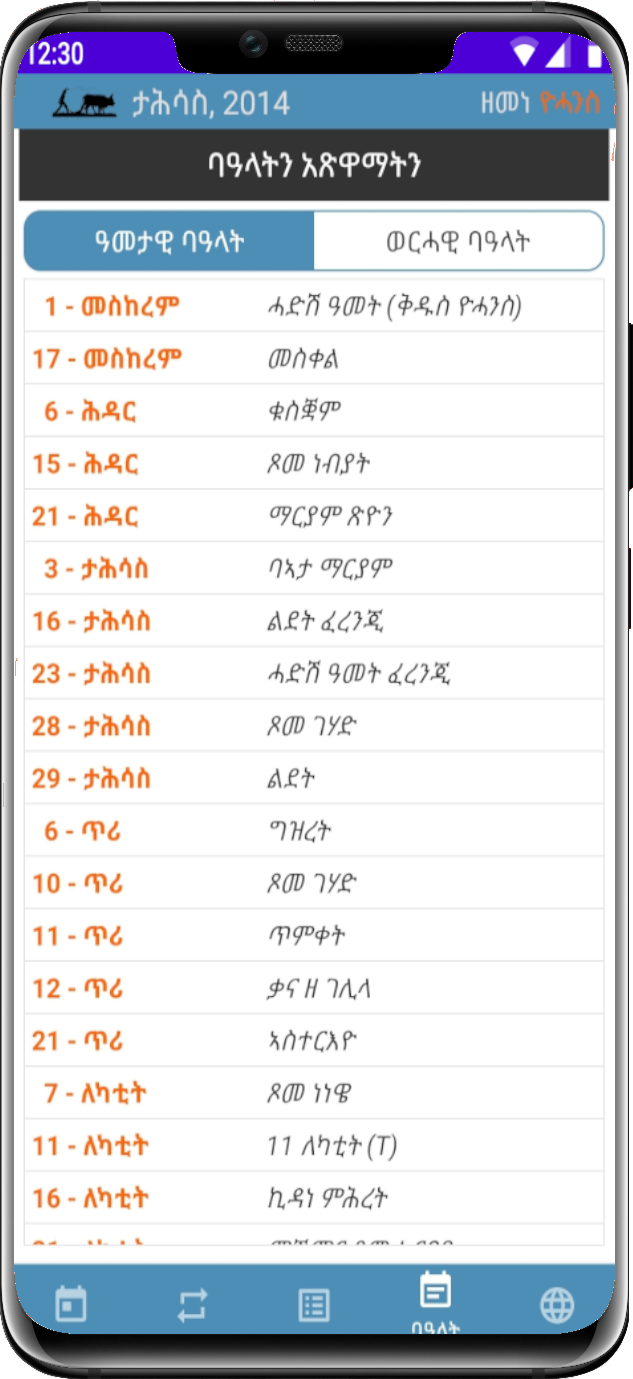 12:30
ታሕሳስ, 2014 ዘመነ ዮሓንስ
ባዓላትን አጽዋማትን
ዓመታዊ ባዓላት ወርሓዊ ባዓላት
1 - መስከረም ሓድሽ ዓመት (ቅዱስ ዮሓንስ)
17 - መስከረም መስቀል
6 - ሕዳር ቁስቛም
15 - ሕዳር ጾመ ነብያት
21 - ሕዳር ማርያም ጽዮን
3 - ታሕሳስ ባኣታ ማርያም
16 - ታሕሳስ ልደት ፈረንጂ
23 - ታሕሳስ ሓድሽ ዓመት ፈረንጂ
28 - ታሕሳስ ጾመ ገሃድ
29 - ታሕሳስ ልደት
6 - ጥሪ ግዝረት
10 - ጥሪ ጾመ ገሃድ
11 - ጥሪ ጥምቀት
12 - ጥሪ ቃና ዘ ገሊላ
21 - ጥሪ ኣስተርእዮ
7 - ለካቲት ጾመ ነነዌ
11 - ለካቲት 11 ለካቲት (T)
16 - ለካቲት ኪዳነ ምሕረት
ባዓላት